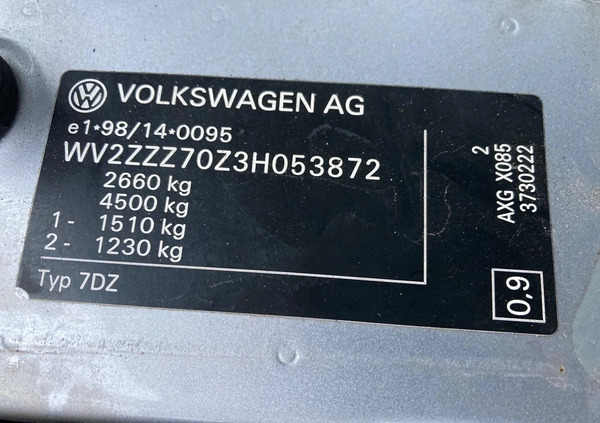 VOLKSWAGEN AG
e1*98/14*0095
WV2ZZZ70Z3H053872
2660 kg
4500 kg
1- 1510 kg
2- 1230 kg
Typ 7DZ
2
AXG X085
3730222
0,9